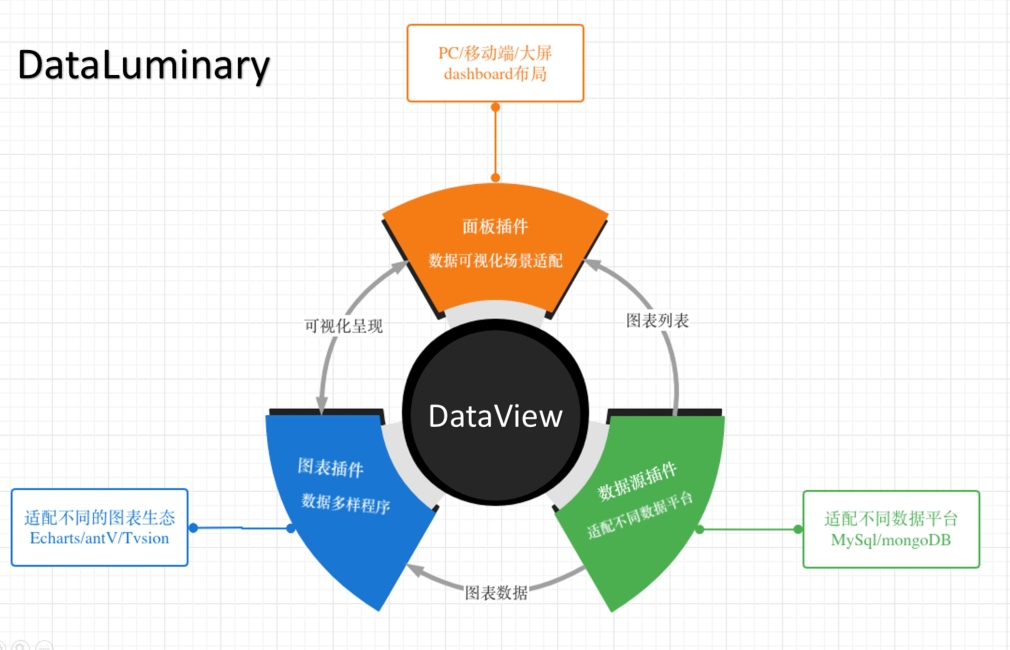 DataLuminary
PC/移动端/大屏
dashboard布局
面板插件
数据可视化场景适配
可视化呈现
图表列表
DataView
图表插件
数据多样程序
数据源插件
适配不同数据平台
适配不同的图表生态
Echarts/antV/Tvsion
适配不同数据平台
MySql/mongoDB
图表数据